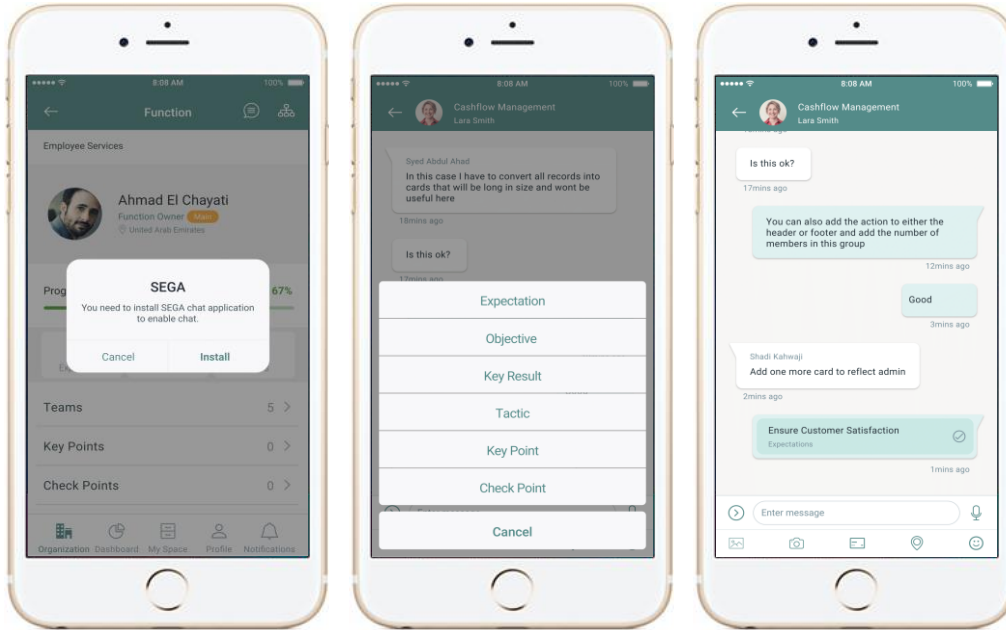 8:08 AM
100%
Function
Employee Services
Ahmad El Chayati
Function Owner Main
United Arab Emirates
67%
SEGA
You need to install SEGA chat application
to enable chat.
Cancel Install
Teams 5
Key Points 0
Check Points 0
Organization Dashboard My Space Profile Notifications
8:08 AM
100%
Cashflow Management
Lara Smith
Syed Abdul Ahad
In this case I have to convert all records into
cards that will be long in size and wont be
useful here
18mins ago
Is this ok?
17mins ago
Expectation
Objective
Key Result
Tactic
Key Point
Check Point
Cancel
8:08 AM
100%
Cashflow Management
Lara Smith
Is this ok?
17mins ago
You can also add the action to either the
header or footer and add the number of
members in this group
12mins ago
Good
3mins ago
Shadi Kahwaji
Add one more card to reflect admin
2mins ago
Ensure Customer Satisfaction
Expectations
1mins ago
Enter message